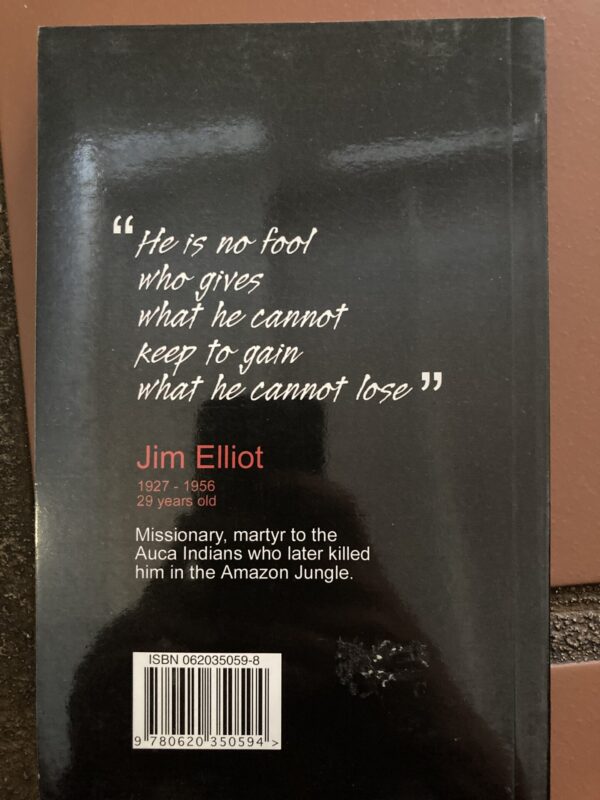 “He is no fool
who gives
what he cannot
keep to gain
what he cannot lose”
Jim Elliot
1927 - 1956
29 years old
Missionary, martyr to the
Auca Indians who later killed
him in the Amazon Jungle.
ISBN 062035059-8
9 780620 350594 >